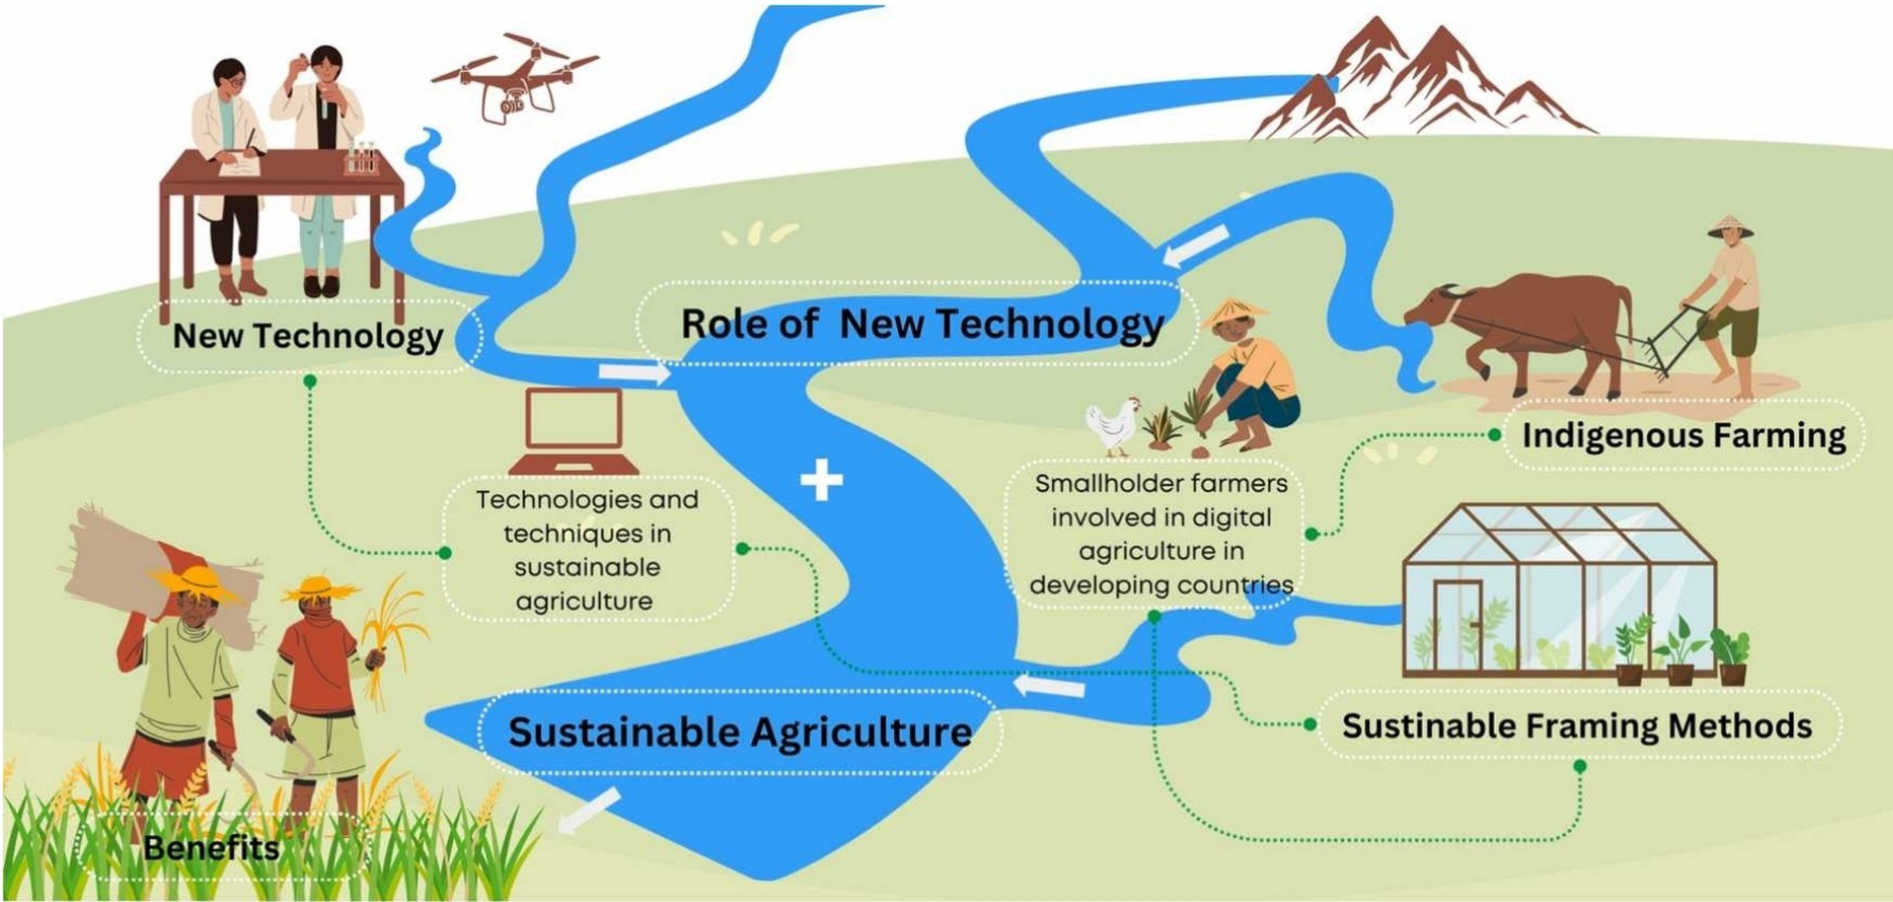 New Technology
Role of New Technology
Indigenous Farming
Technologies and
techniques in
sustainable
agriculture
+
Smallholder farmers
involved in digital
agriculture in
developing countries
Sustainable Agriculture
Sustinable Framing Methods
Benefits